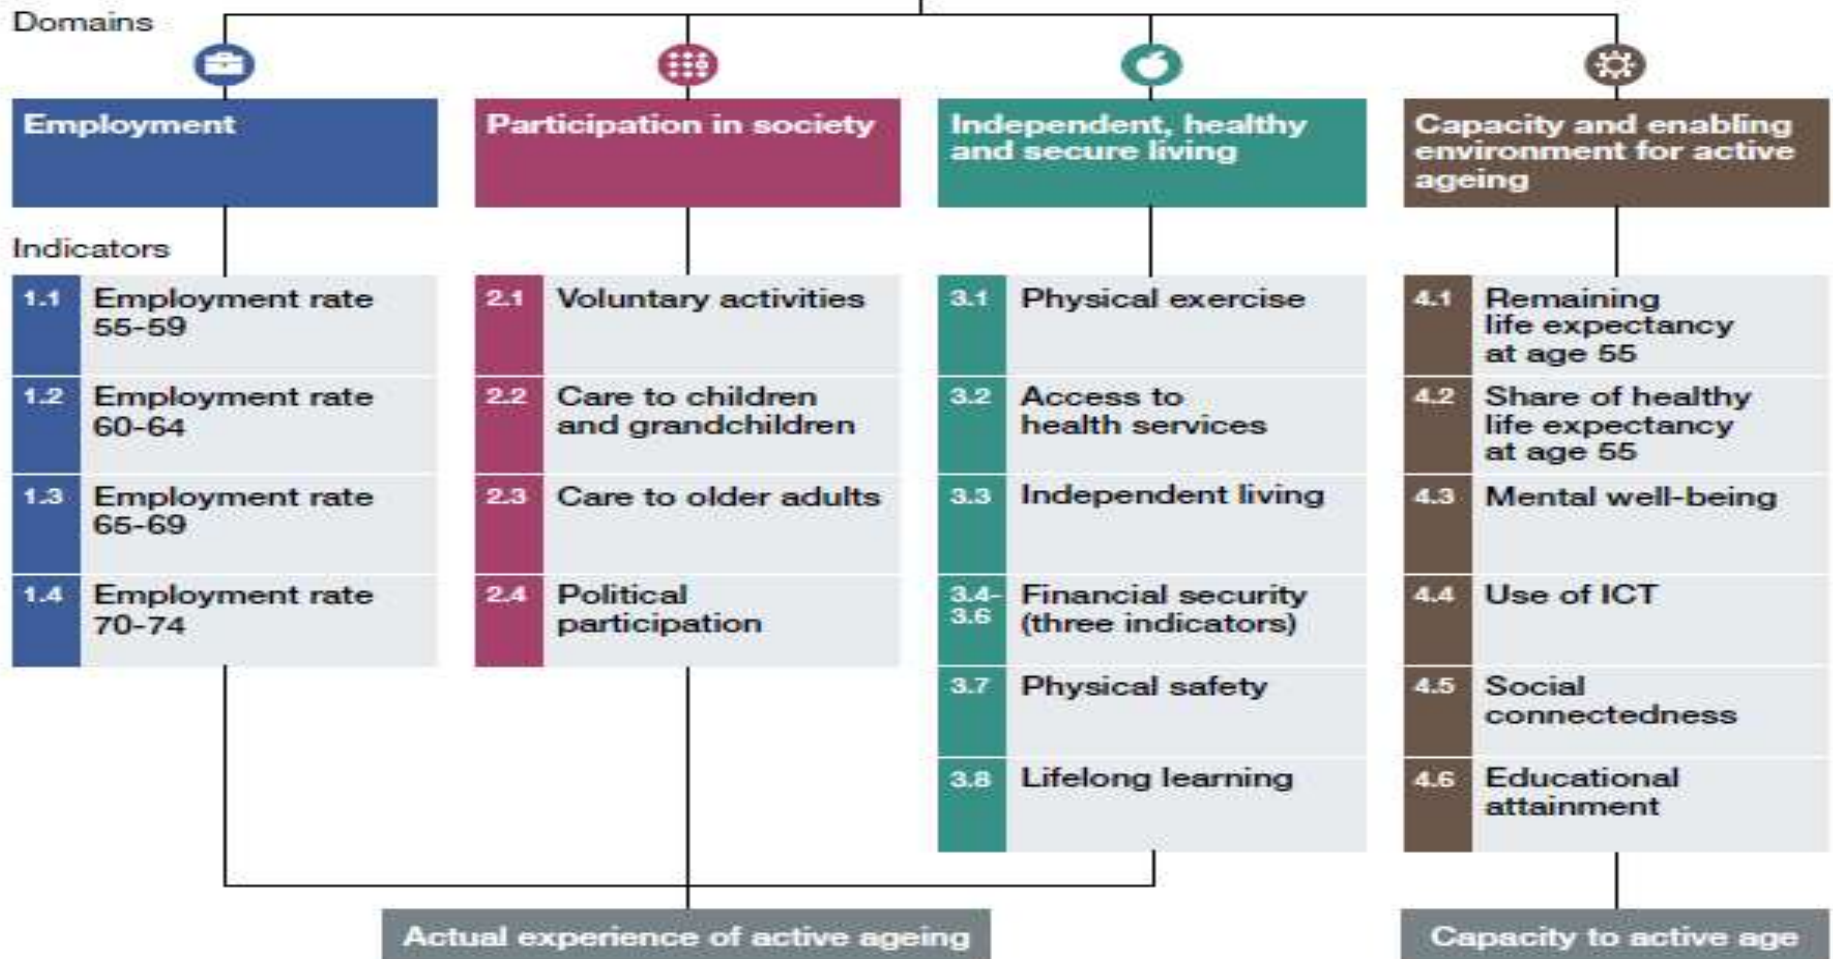 Domains
Employment
Participation in society
Independent, healthy
and secure living
Capacity and enabling
environment for active
ageing
Indicators
1.1 Employment rate
55-59
1.2 Employment rate
60-64
1.3 Employment rate
65-69
1.4 Employment rate
70-74
2.1 Voluntary activities
2.2 Care to children
and grandchildren
2.3 Care to older adults
2.4 Political
participation
3.1 Physical exercise
3.2 Access to
health services
3.3 Independent living
3.4- Financial security
3.6 (three indicators)
3.7 Physical safety
3.8 Lifelong learning
4.1 Remaining
life expectancy
at age 55
4.2 Share of healthy
life expectancy
at age 55
4.3 Mental well-being
4.4 Use of ICT
4.5 Social
connectedness
4.6 Educational
attainment
Actual experience of active ageing
Capacity to active age